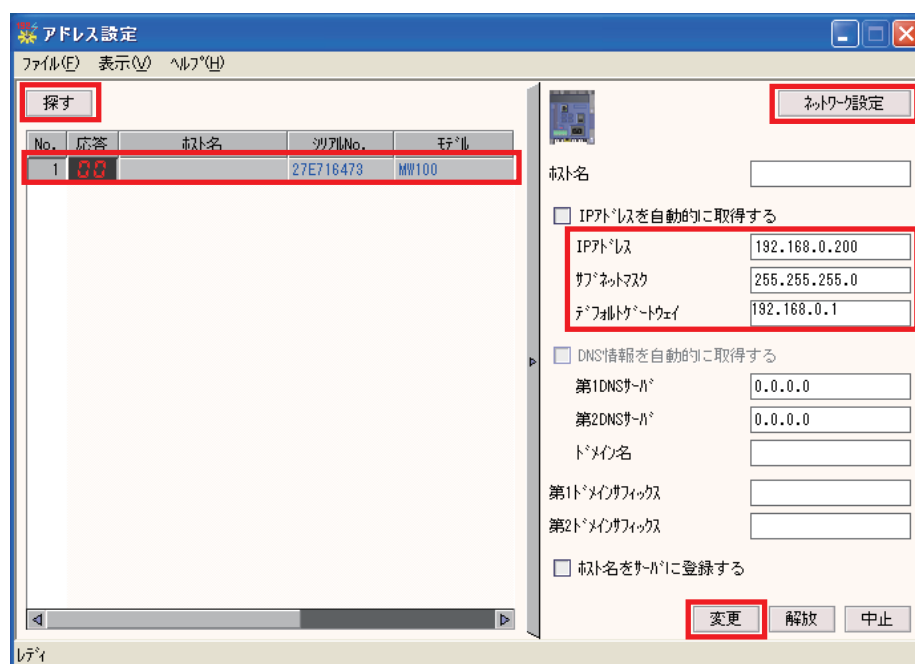 アドレス設定
ファイル(F) 表示(V) ヘルプ(H)
探す
No. 応答 ホスト名 シリアルNo. モデル
1 00 27E716473 MW100
ネットワーク設定
ホスト名
IPアドレスを自動的に取得する
IPアドレス 192.168.0.200
サブネットマスク 255.255.255.0
デフォルトゲートウェイ 192.168.0.1
DNS情報を自動的に取得する
第1DNSサーバ 0.0.0.0
第2DNSサーバ 0.0.0.0
ドメイン名
第1ドメインサフィックス
第2ドメインサフィックス
ホスト名をサーバに登録する
変更 解放 中止
レディ